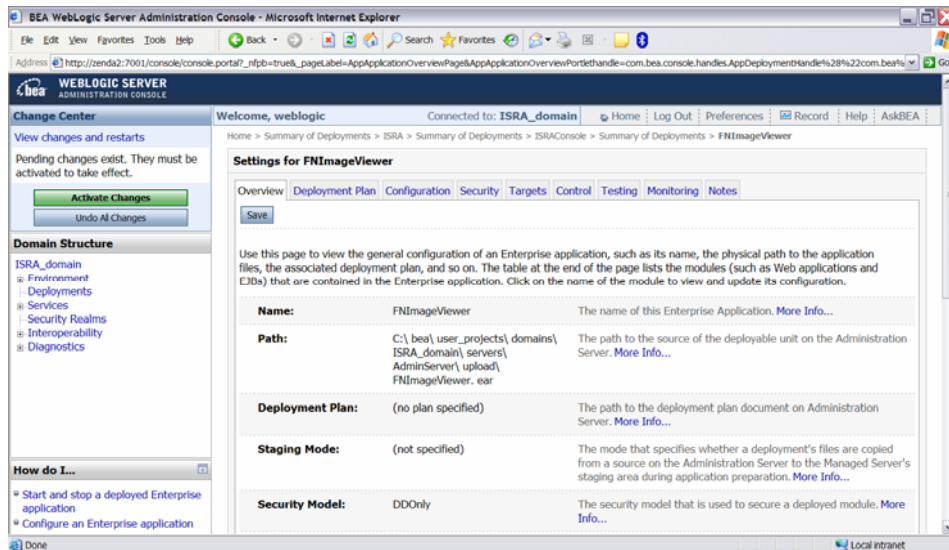 BEA WebLogic Server Administration Console - Microsoft Internet Explorer
File Edit View Favorites Tools Help
Back Search Favorites
Address http://zenda2:7001/console/console.portal?_nfpb=true&_pageLabel=AppApplicationOverviewPage&AppApplicationOverviewPortlethandle=com.bea.console.handles.AppDeploymentHandle%28%22com.bea% Go
bea WEBLOGIC SERVER
ADMINISTRATION CONSOLE
Change Center
View changes and restarts
Pending changes exist. They must be
activated to take effect.
Activate Changes
Undo All Changes
Domain Structure
ISRA_domain
Environment
Deployments
Services
Security Realms
Interoperability
Diagnostics
How do I...
Start and stop a deployed Enterprise
application
Configure an Enterprise application
Welcome, weblogic Connected to: ISRA_domain Home Log Out Preferences Record Help AskBEA
Home > Summary of Deployments > ISRA > Summary of Deployments > ISRAConsole > Summary of Deployments > FNImageViewer
Settings for FNImageViewer
Overview Deployment Plan Configuration Security Targets Control Testing Monitoring Notes
Save
Use this page to view the general configuration of an Enterprise application, such as its name, the physical path to the application
files, the associated deployment plan, and so on. The table at the end of the page lists the modules (such as Web applications and
EJBs) that are contained in the Enterprise application. Click on the name of the module to view and update its configuration.
Name: FNImageViewer The name of this Enterprise Application. More Info...
Path: C:\ bea\ user_projects\ domains\ The path to the source of the deployable unit on the Administration
ISRA_domain\ servers\ Server. More Info...
AdminServer\ upload\
FNImageViewer. ear
Deployment Plan: (no plan specified) The path to the deployment plan document on Administration
Server. More Info...
Staging Mode: (not specified) The mode that specifies whether a deployment's files are copied
from a source on the Administration Server to the Managed Server's
staging area during application preparation. More Info...
Security Model: DDOnly The security model that is used to secure a deployed module. More
Info...
Done Local intranet